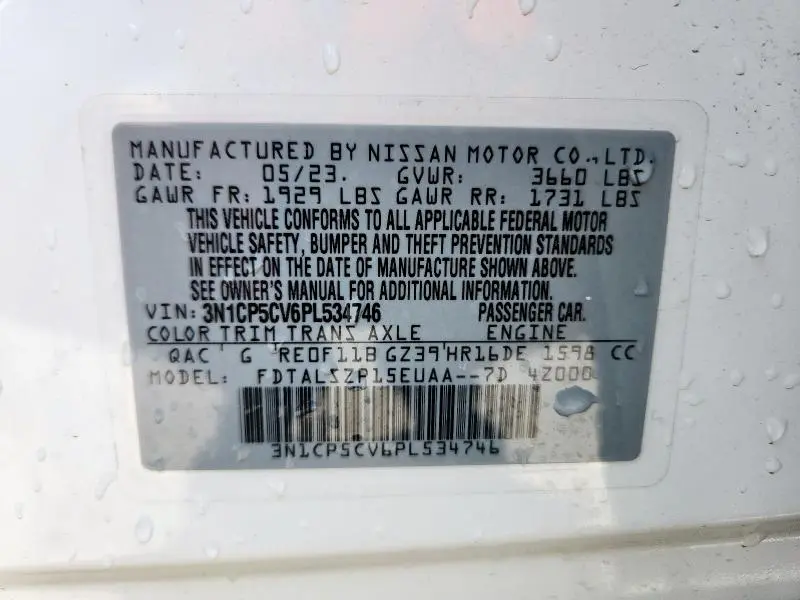 MANUFACTURED BY NISSAN MOTOR CO.,LTD.
DATE: 05/23. GVWR: 3660 LBS
GAWR FR: 1929 LBS GAWR RR: 1731 LBS
THIS VEHICLE CONFORMS TO ALL APPLICABLE FEDERAL MOTOR
VEHICLE SAFETY, BUMPER AND THEFT PREVENTION STANDARDS
IN EFFECT ON THE DATE OF MANUFACTURE SHOWN ABOVE.
SEE OWNER'S MANUAL FOR ADDITIONAL INFORMATION.
VIN: 3N1CP5CV6PL534746 PASSENGER CAR.
COLOR TRIM TRANS AXLE ENGINE
QAC G RE0F11B GZ39 HR16DE 1598 CC
MODEL: FDTALSZP15EUAA--7D 4Z000
3N1CP5CV6PL534746